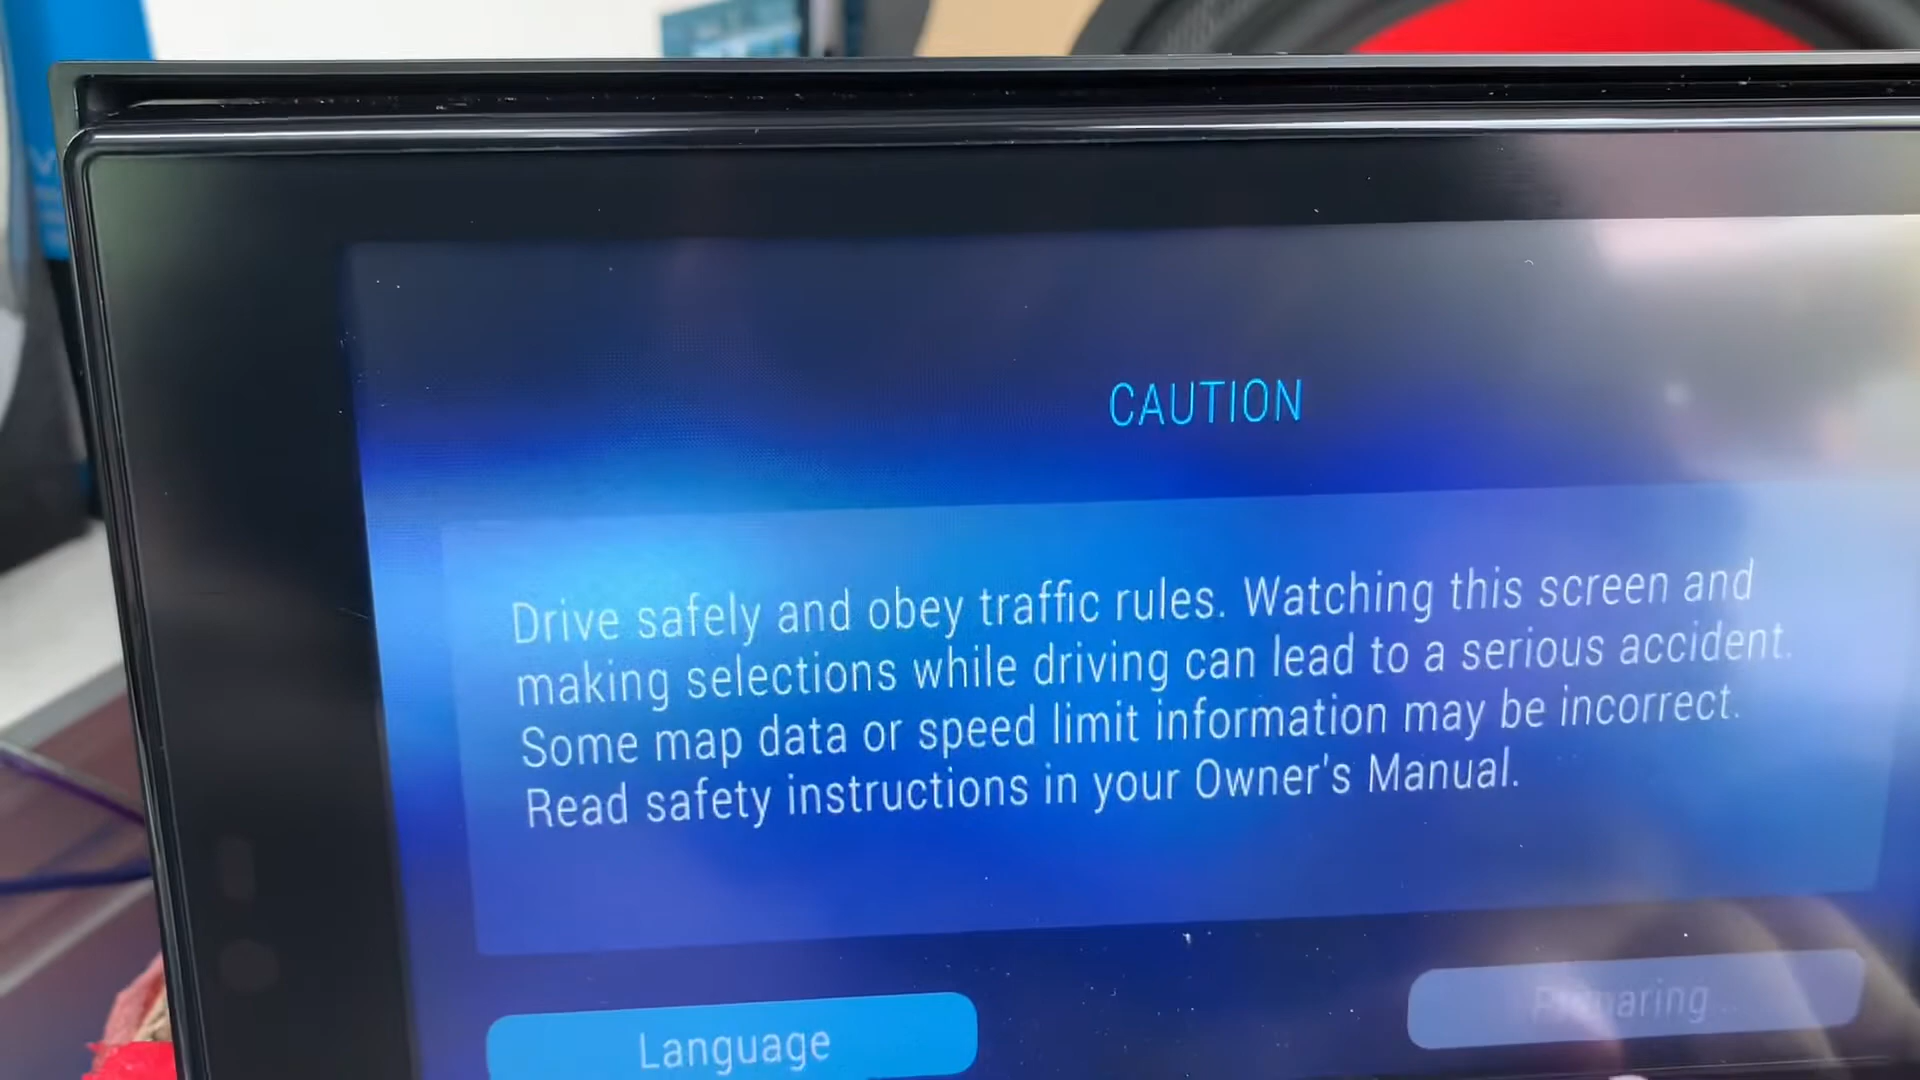 CAUTION
Drive safely and obey traffic rules. Watching this screen and
making selections while driving can lead to a serious accident.
Some map data or speed limit information may be incorrect.
Read safety instructions in your Owner's Manual.
Language
Preparing...